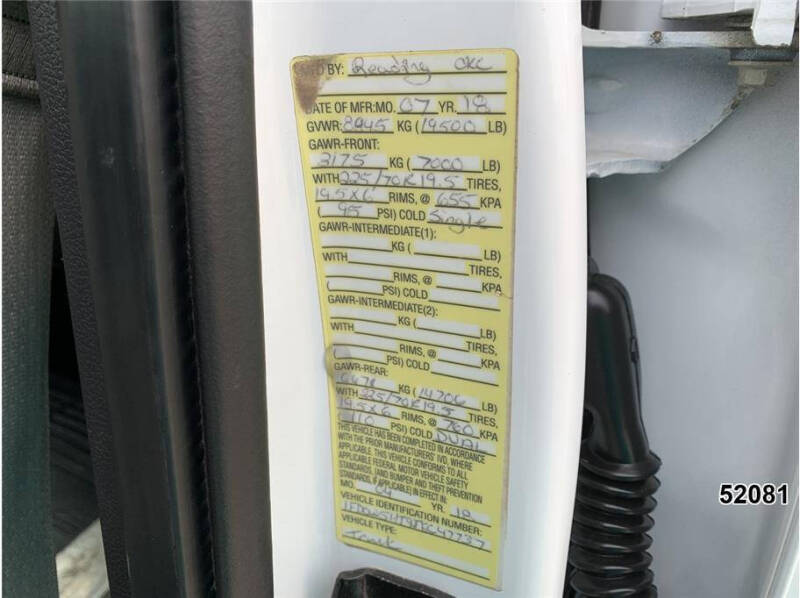 MFD BY: Reading OKC
DATE OF MFR:MO. 07 YR. 18
GVWR: 8945 KG (19500 LB)
GAWR-FRONT:
3175 KG ( 7000 LB)
WITH 225/70R19.5 TIRES,
19.5X6 RIMS, @ 655 KPA
( 95 PSI) COLD Single
GAWR-INTERMEDIATE(1):
KG ( LB)
WITH TIRES,
RIMS, @ KPA
( PSI) COLD
GAWR-INTERMEDIATE(2):
KG ( LB)
WITH TIRES,
RIMS, @ KPA
( PSI) COLD
GAWR-REAR:
6678 KG ( 14706 LB)
WITH 225/70R19.5 TIRES,
19.5X6 RIMS, @ 760 KPA
( 110 PSI) COLD DUAL
THIS VEHICLE HAS BEEN COMPLETED IN ACCORDANCE
WITH THE PRIOR MANUFACTURERS' IVD, WHERE
APPLICABLE. THIS VEHICLE CONFORMS TO ALL
APPLICABLE FEDERAL MOTOR VEHICLE SAFETY
STANDARDS, (AND BUMPER AND THEFT PREVENTION
STANDARDS, IF APPLICABLE) IN EFFECT IN:
MO. 04 YR. 18
VEHICLE IDENTIFICATION NUMBER:
VEHICLE TYPE:
Truck
52081